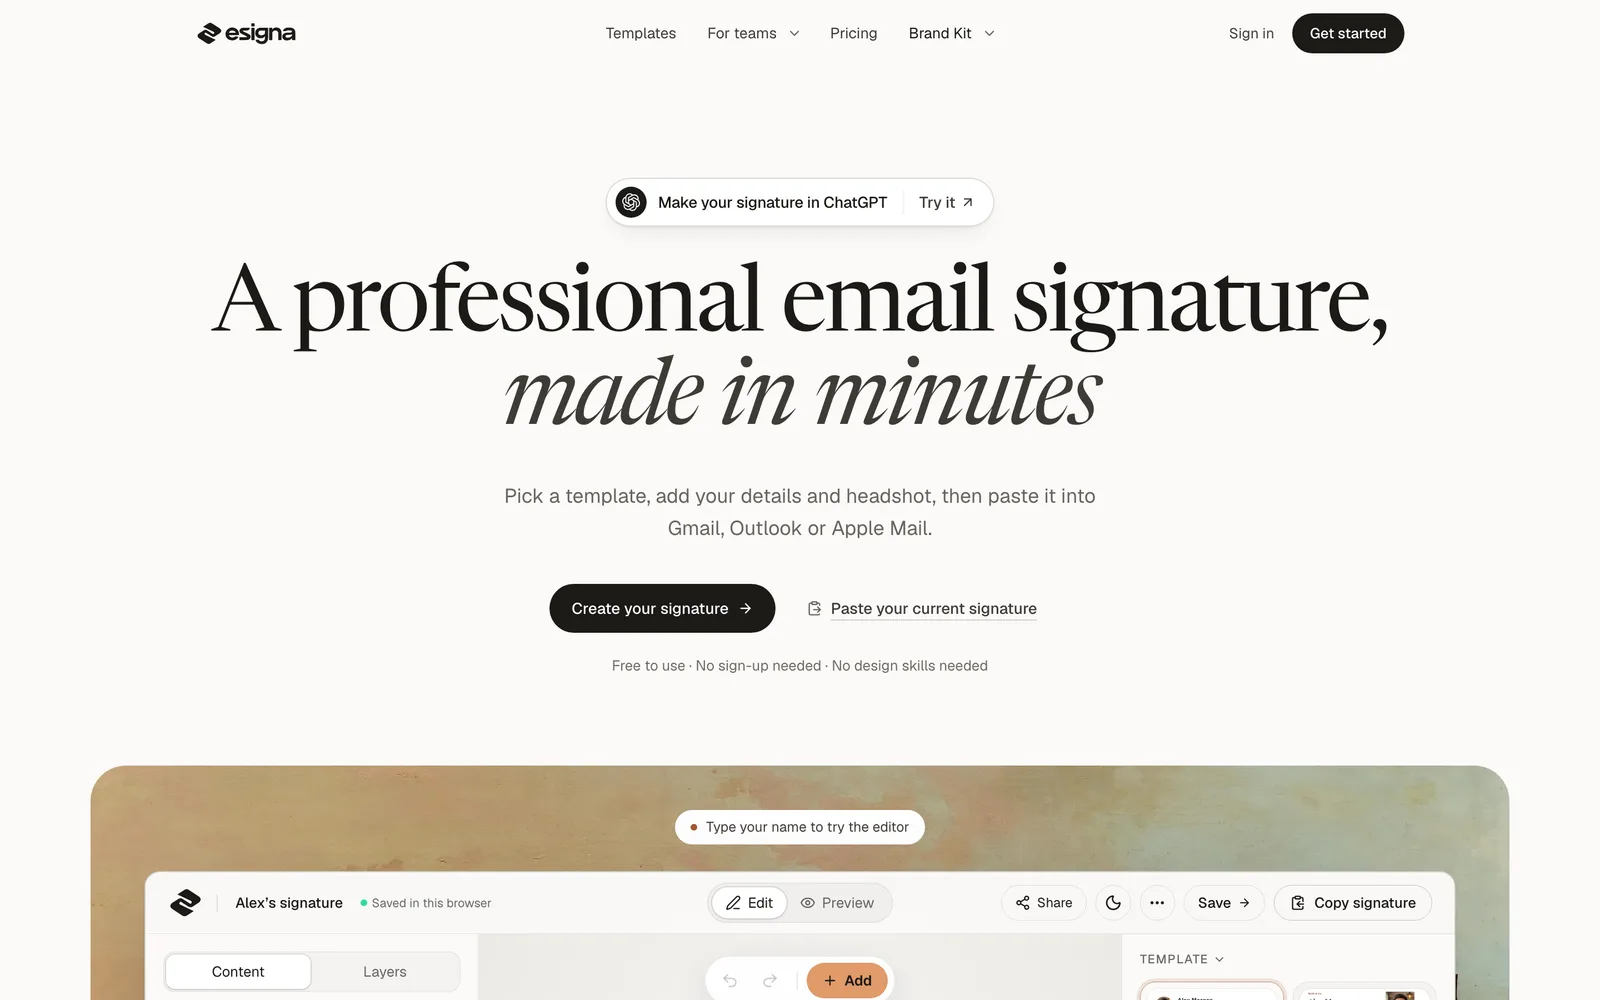 esigna
Templates
For teams
Pricing
Brand Kit
Sign in
Get started
Make your signature in ChatGPT
Try it
A professional email signature,
made in minutes
Pick a template, add your details and headshot, then paste it into
Gmail, Outlook or Apple Mail.
Create your signature
Paste your current signature
Free to use · No sign-up needed · No design skills needed
Type your name to try the editor
Alex's signature
Saved in this browser
Edit
Preview
Share
Save
Copy signature
Content
Layers
Add
TEMPLATE